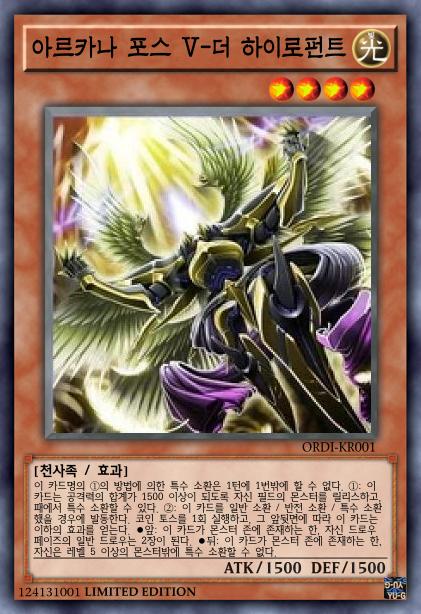 아르카나 포스 Ⅴ-더 하이로펀트
光
ORDI-KR001
[천사족 / 효과]
이 카드명의 ①의 방법에 의한 특수 소환은 1턴에 1번밖에 할 수 없다. ①: 이
카드는 공격력의 합계가 1500 이상이 되도록 자신 필드의 몬스터를 릴리스하고,
패에서 특수 소환할 수 있다. ②: 이 카드를 일반 소환 / 반전 소환 / 특수 소환
했을 경우에 발동한다. 코인 토스를 1회 실행하고, 그 앞뒷면에 따라 이 카드는
이하의 효과를 얻는다. ●앞: 이 카드가 몬스터 존에 존재하는 한, 자신 드로우
페이즈의 일반 드로우는 2장이 된다. ●뒤: 이 카드가 몬스터 존에 존재하는 한,
자신은 레벨 5 이상의 몬스터밖에 특수 소환할 수 없다.
ATK/1500 DEF/1500
124131001 LIMITED EDITION